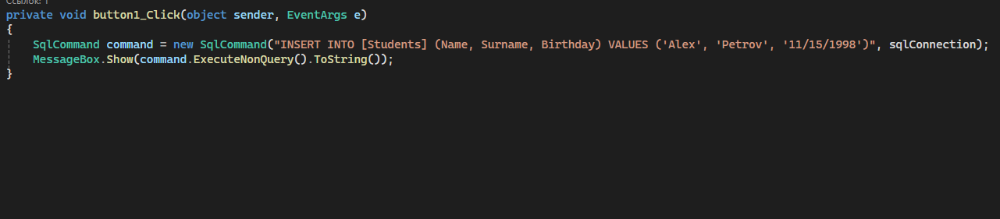 Ссылок: 1
private void button1_Click(object sender, EventArgs e)
{
SqlCommand command = new SqlCommand("INSERT INTO [Students] (Name, Surname, Birthday) VALUES ('Alex', 'Petrov', '11/15/1998')", sqlConnection);
MessageBox.Show(command.ExecuteNonQuery().ToString());
}